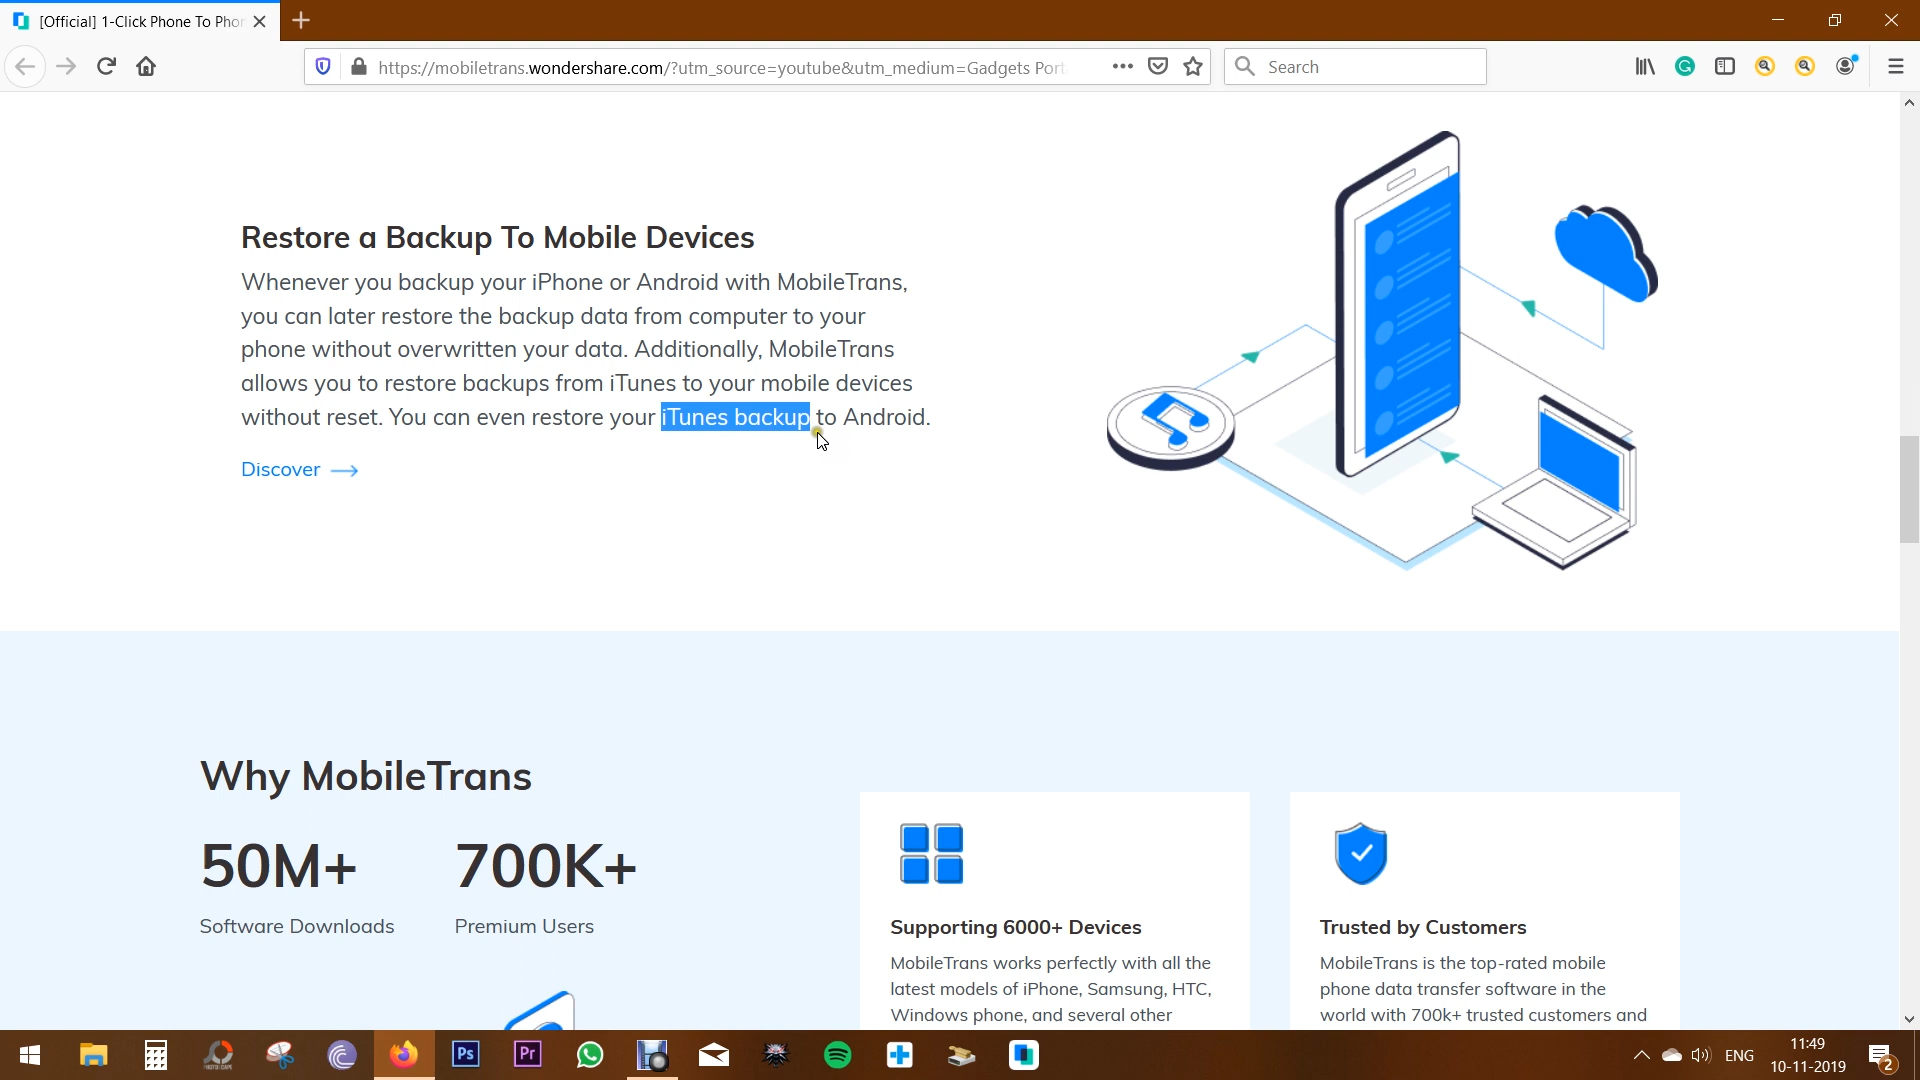 [Official] 1-Click Phone To Phon
https://mobiletrans.wondershare.com/?utm_source=youtube&utm_medium=Gadgets Port
Search
Restore a Backup To Mobile Devices
Whenever you backup your iPhone or Android with MobileTrans,
you can later restore the backup data from computer to your
phone without overwritten your data. Additionally, MobileTrans
allows you to restore backups from iTunes to your mobile devices
without reset. You can even restore your iTunes backup to Android.
Discover
Why MobileTrans
50M+
700K+
Software Downloads
Premium Users
Supporting 6000+ Devices
MobileTrans works perfectly with all the
latest models of iPhone, Samsung, HTC,
Windows phone, and several other
Trusted by Customers
MobileTrans is the top-rated mobile
phone data transfer software in the
world with 700k+ trusted customers and
Ps
Pr
ENG
11:49
10-11-2019
2